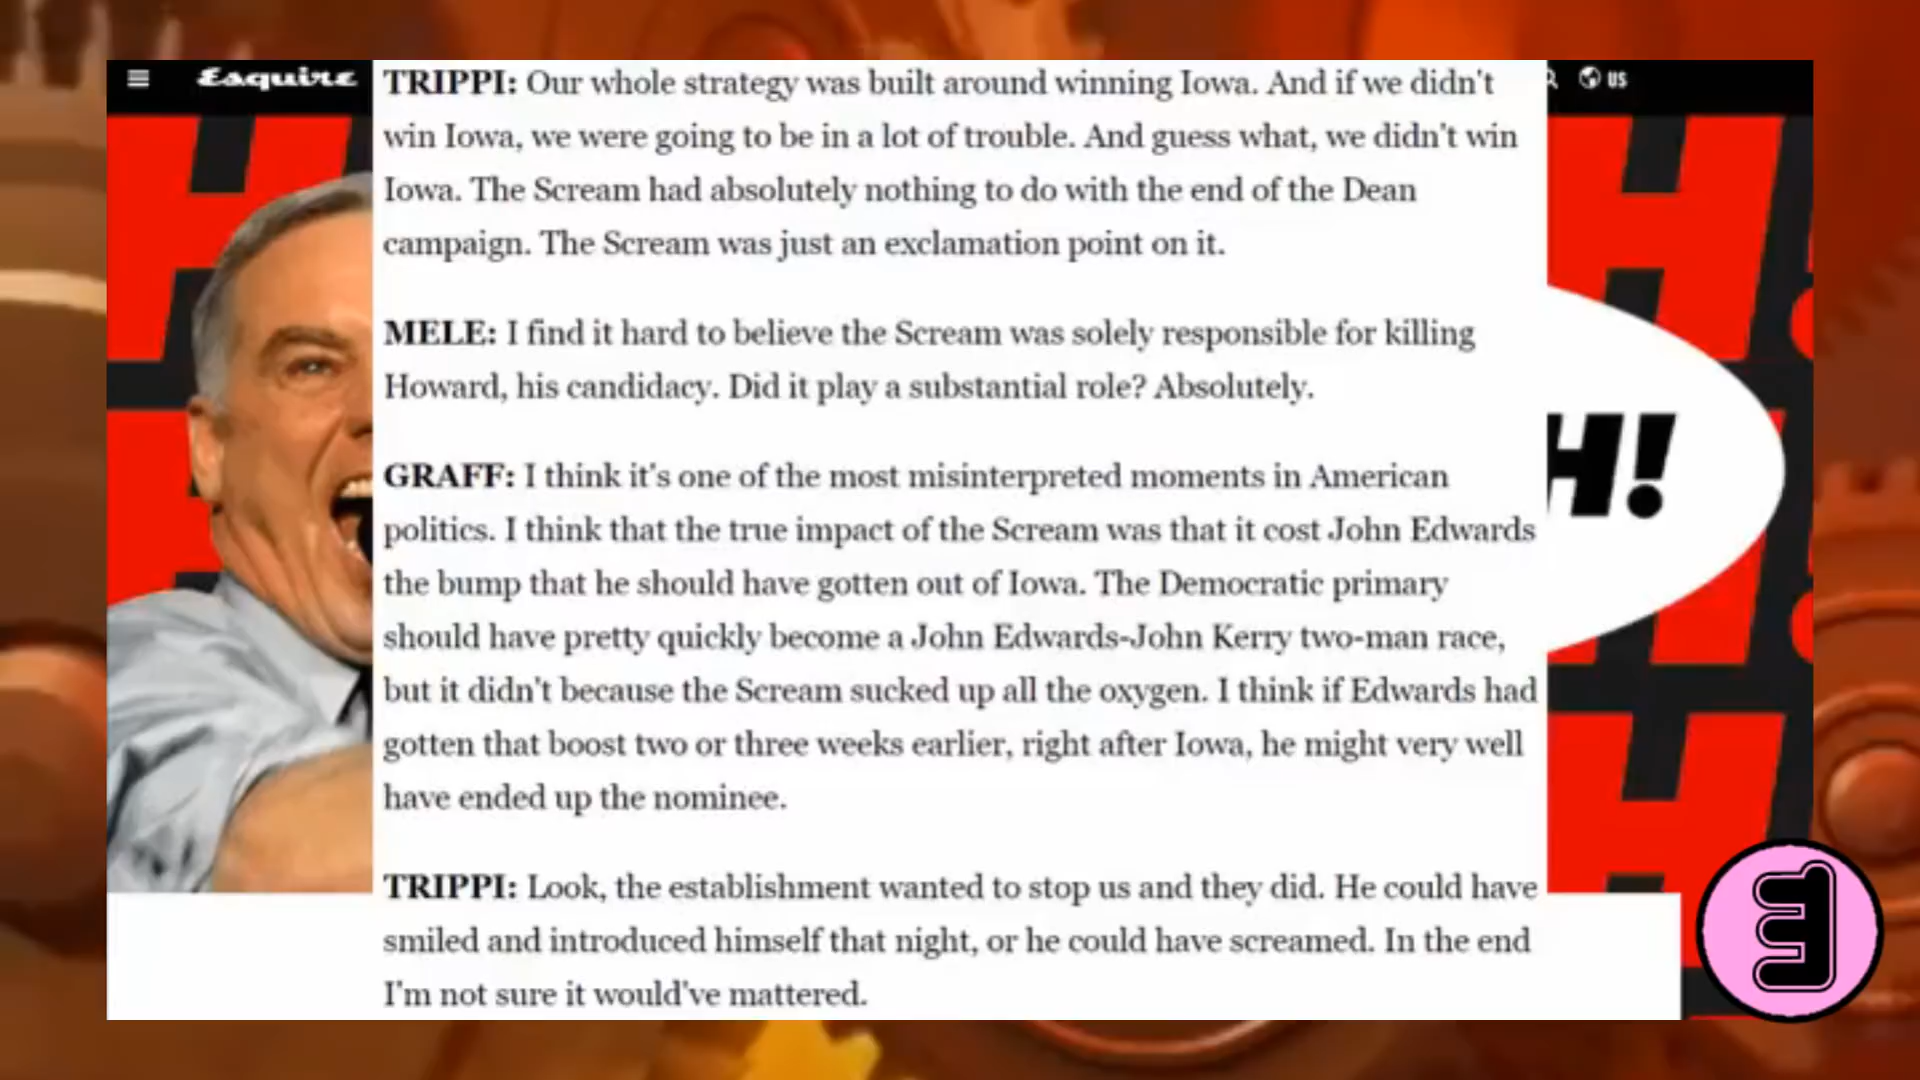 Esquire
US
TRIPPI: Our whole strategy was built around winning Iowa. And if we didn't
win Iowa, we were going to be in a lot of trouble. And guess what, we didn't win
Iowa. The Scream had absolutely nothing to do with the end of the Dean
campaign. The Scream was just an exclamation point on it.
MELE: I find it hard to believe the Scream was solely responsible for killing
Howard, his candidacy. Did it play a substantial role? Absolutely.
H!
GRAFF: I think it's one of the most misinterpreted moments in American
politics. I think that the true impact of the Scream was that it cost John Edwards
the bump that he should have gotten out of Iowa. The Democratic primary
should have pretty quickly become a John Edwards-John Kerry two-man race,
but it didn't because the Scream sucked up all the oxygen. I think if Edwards had
gotten that boost two or three weeks earlier, right after Iowa, he might very well
have ended up the nominee.
TRIPPI: Look, the establishment wanted to stop us and they did. He could have
smiled and introduced himself that night, or he could have screamed. In the end
I'm not sure it would've mattered.